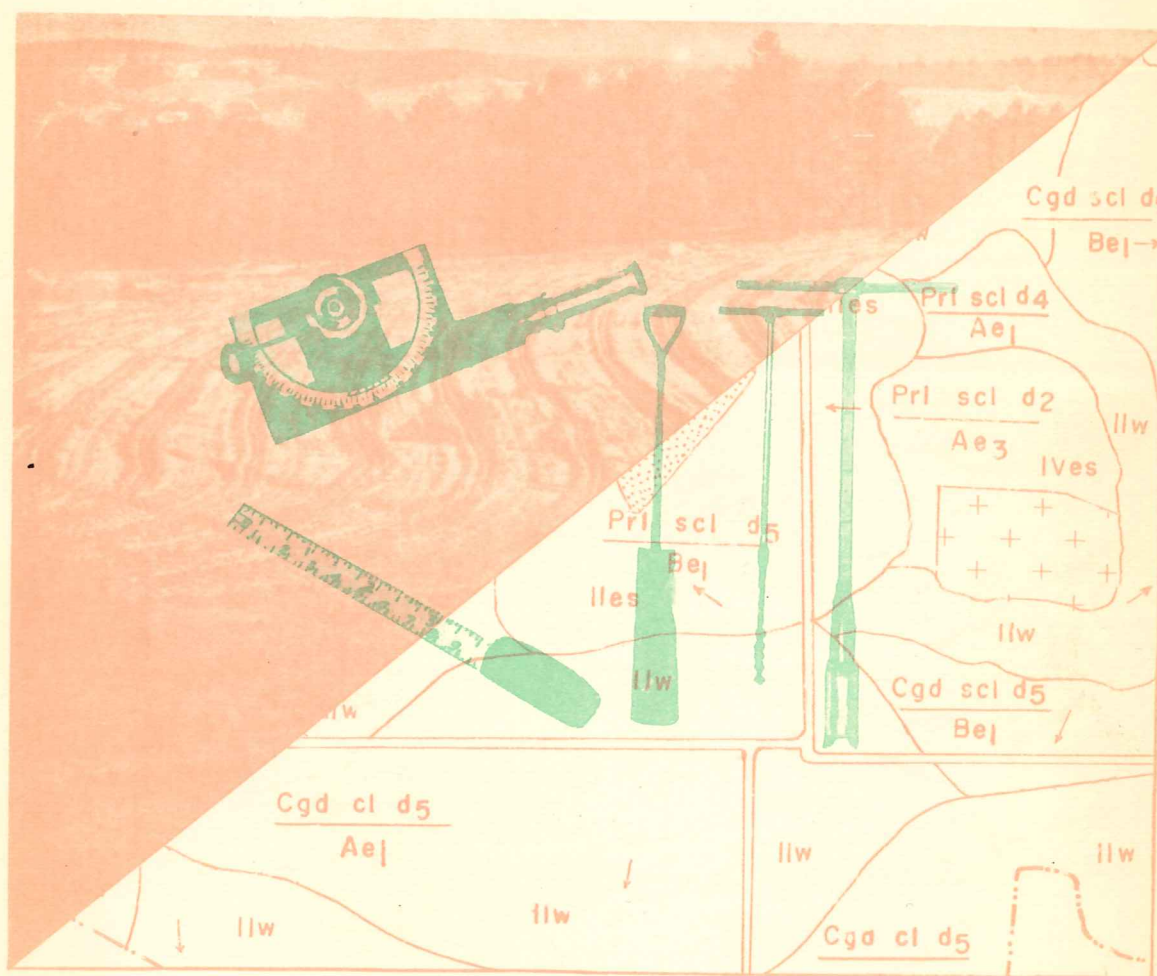 Cgd scl d
Be1
Prl scl d4
Ae1
Prl scl d2
Ae3
IIw
IVes
Prl scl d5
Be1
IIes
IIw
IIw
Cgd scl d5
Be1
Cgd cl d5
Ae1
IIw
IIw
IIw
IIw
Cgd cl d5